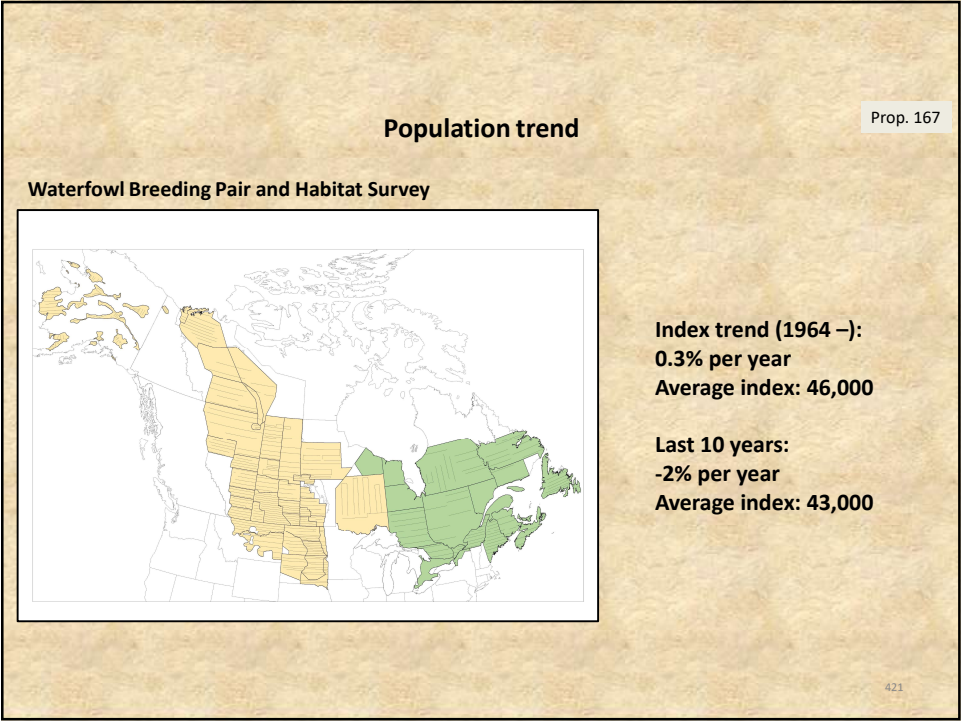 Population trend
Prop. 167
Waterfowl Breeding Pair and Habitat Survey
Index trend (1964 –):
0.3% per year
Average index: 46,000
Last 10 years:
-2% per year
Average index: 43,000
421